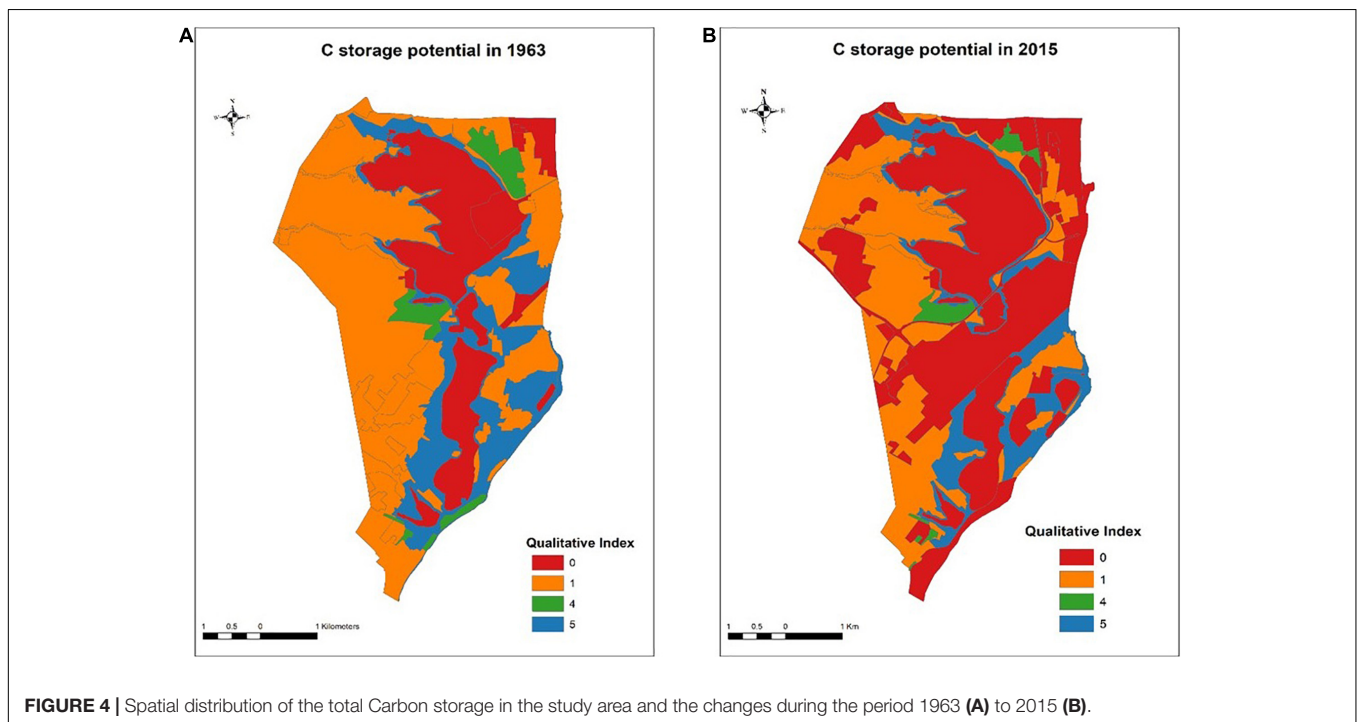 A
C storage potential in 1963
N
W E
S
Qualitative Index
0
1
4
5
1 0.5 0 1 Kilometers
B
C storage potential in 2015
N
W E
S
Qualitative Index
0
1
4
5
1 0.5 0 1 Km
FIGURE 4 | Spatial distribution of the total Carbon storage in the study area and the changes during the period 1963 (A) to 2015 (B).